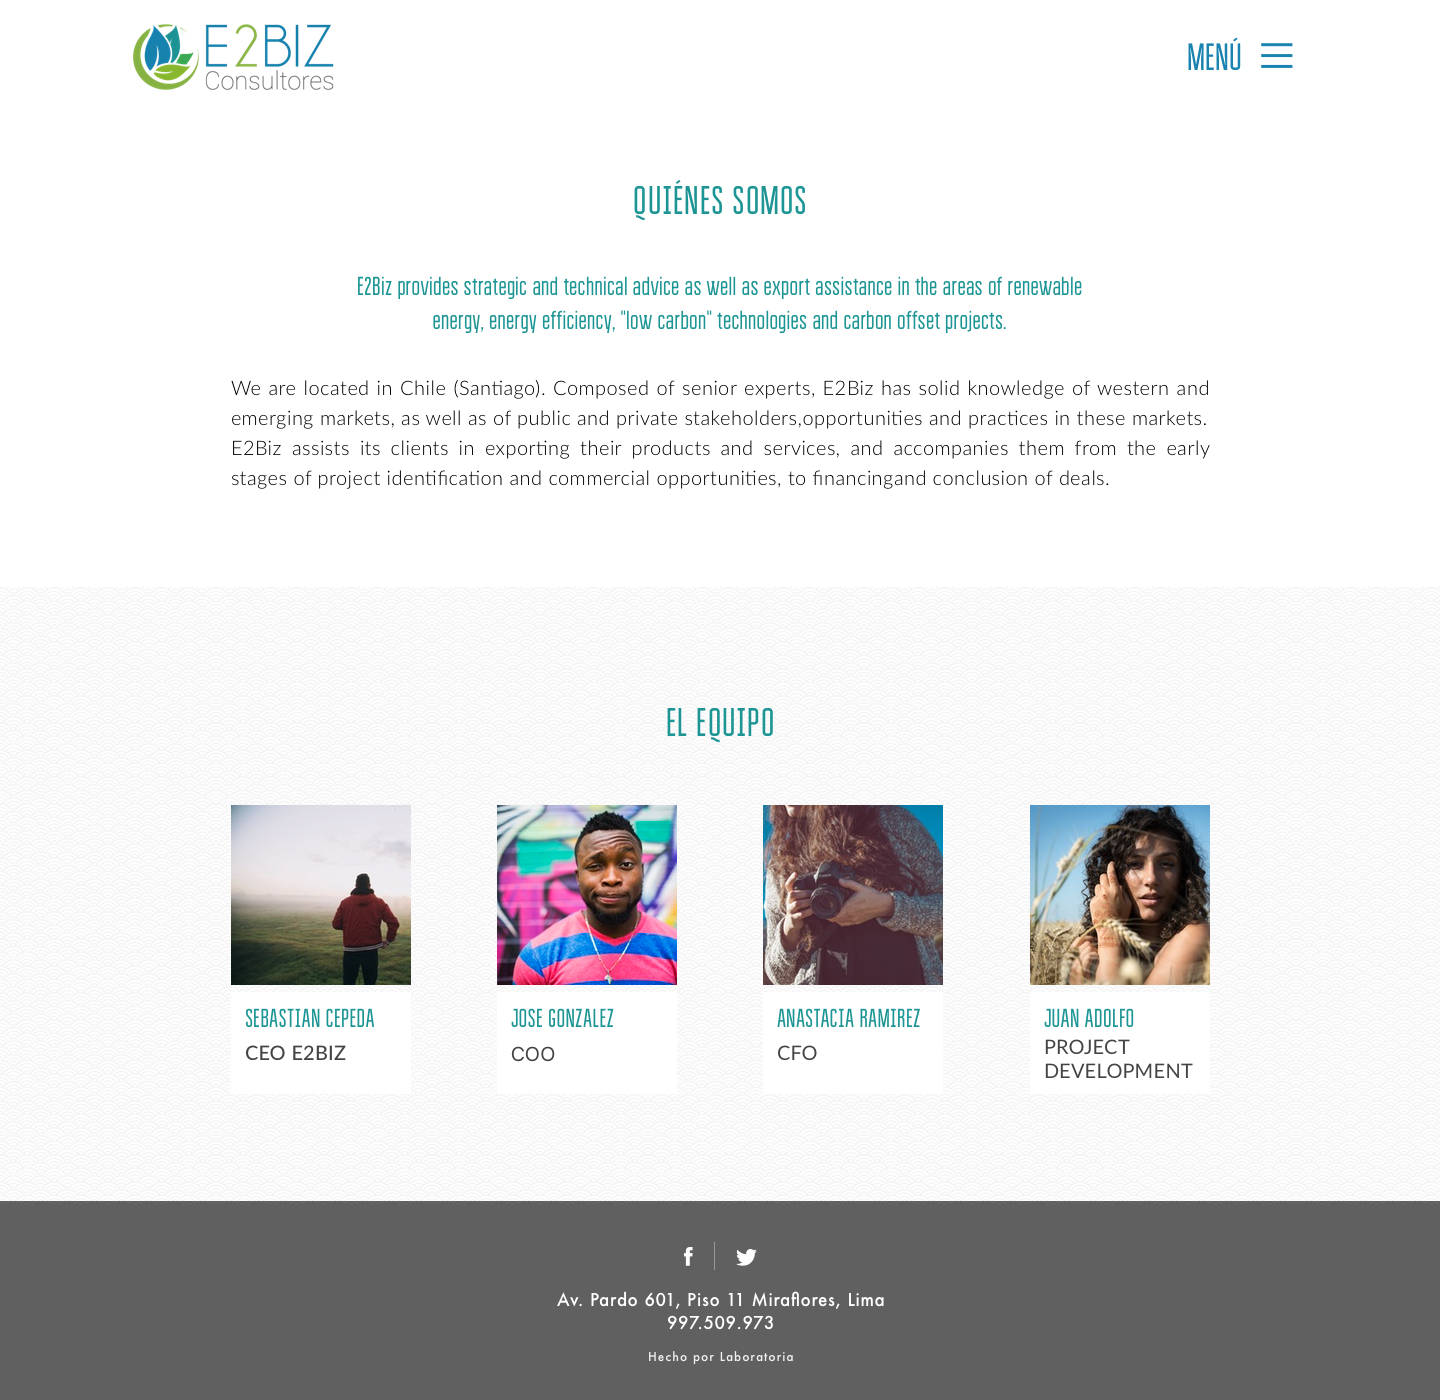 E2BIZ
Consultores
MENÚ
QUIÉNES SOMOS
E2Biz provides strategic and technical advice as well as export assistance in the areas of renewable
energy, energy efficiency, "low carbon" technologies and carbon offset projects.
We are located in Chile (Santiago). Composed of senior experts, E2Biz has solid knowledge of western and
emerging markets, as well as of public and private stakeholders,opportunities and practices in these markets.
E2Biz assists its clients in exporting their products and services, and accompanies them from the early
stages of project identification and commercial opportunities, to financingand conclusion of deals.
EL EQUIPO
SEBASTIAN CEPEDA
CEO E2BIZ
JOSE GONZALEZ
COO
ANASTACIA RAMIREZ
CFO
JUAN ADOLFO
PROJECT
DEVELOPMENT
Av. Pardo 601, Piso 11 Miraflores, Lima
997.509.973
Hecho por Laboratoria